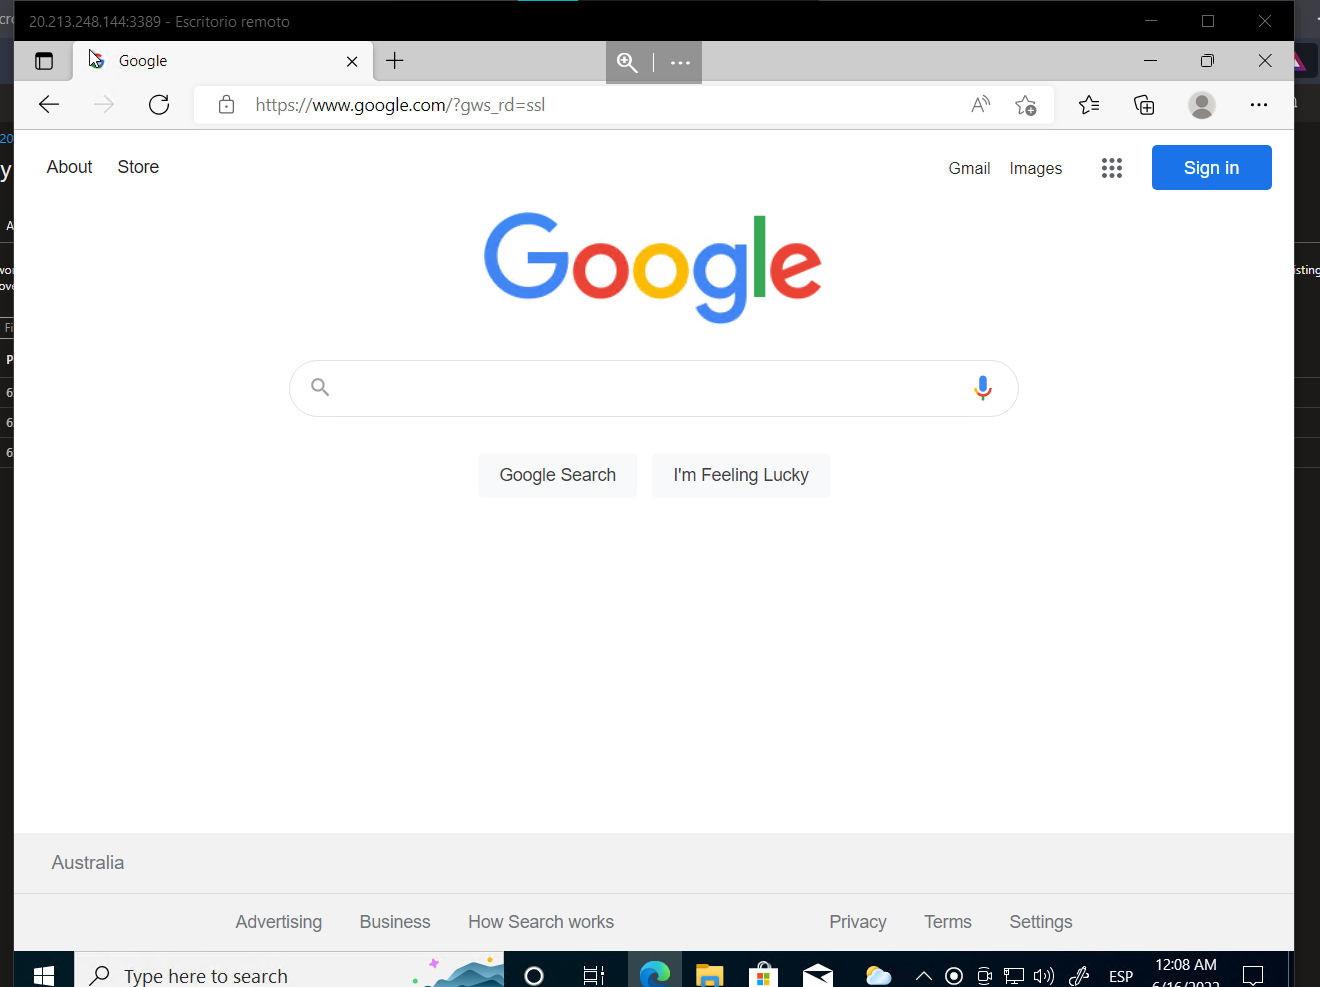 20.213.248.144:3389 - Escritorio remoto
Google
https://www.google.com/?gws_rd=ssl
About Store
Gmail Images Sign in
Google
Google Search I'm Feeling Lucky
Australia
Advertising Business How Search works Privacy Terms Settings
Type here to search
ESP
12:08 AM